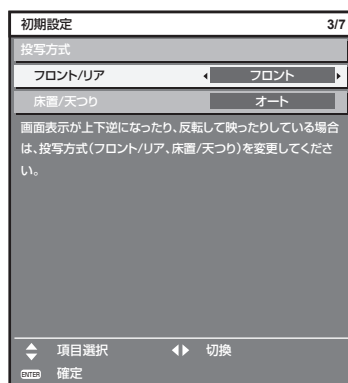 初期設定 3/7
投写方式
フロント/リア フロント
床置/天つり オート
画面表示が上下逆になったり、反転して映ったりしている場合
は、投写方式(フロント/リア、床置/天つり)を変更してくださ
い。
項目選択 切換
ENTER 確定